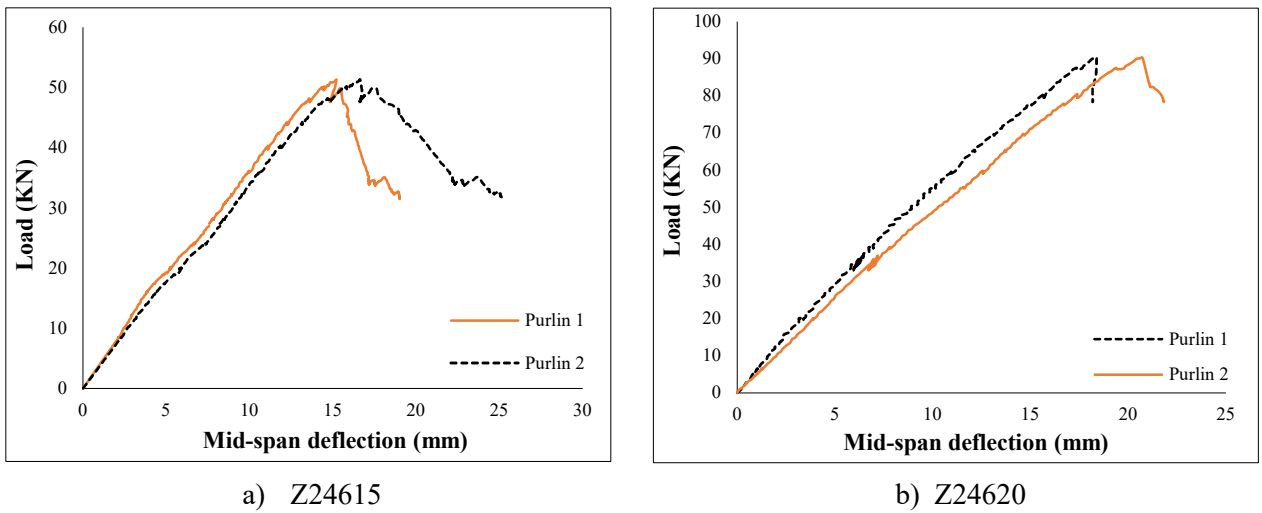 60
50
40
30
20
10
0
Load (KN)
0 5 10 15 20 25 30
Mid-span deflection (mm)
Purlin 1
Purlin 2
a) Z24615
100
90
80
70
60
50
40
30
20
10
0
Load (KN)
0 5 10 15 20 25
Mid-span deflection (mm)
Purlin 1
Purlin 2
b) Z24620